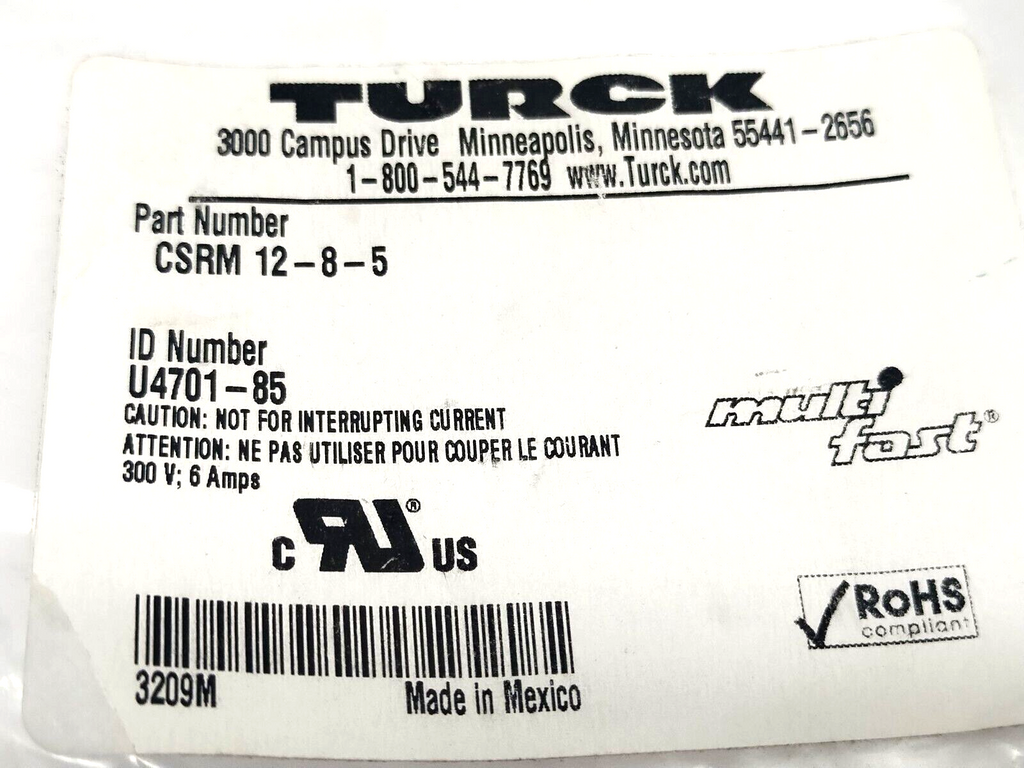 TURCK
3000 Campus Drive Minneapolis, Minnesota 55441-2656
1-800-544-7769 www.Turck.com
Part Number
CSRM 12-8-5
ID Number
U4701-85
CAUTION: NOT FOR INTERRUPTING CURRENT
ATTENTION: NE PAS UTILISER POUR COUPER LE COURANT
300 V; 6 Amps
multi
fast®
C RU® US
RoHS
compliant
3209M
Made in Mexico